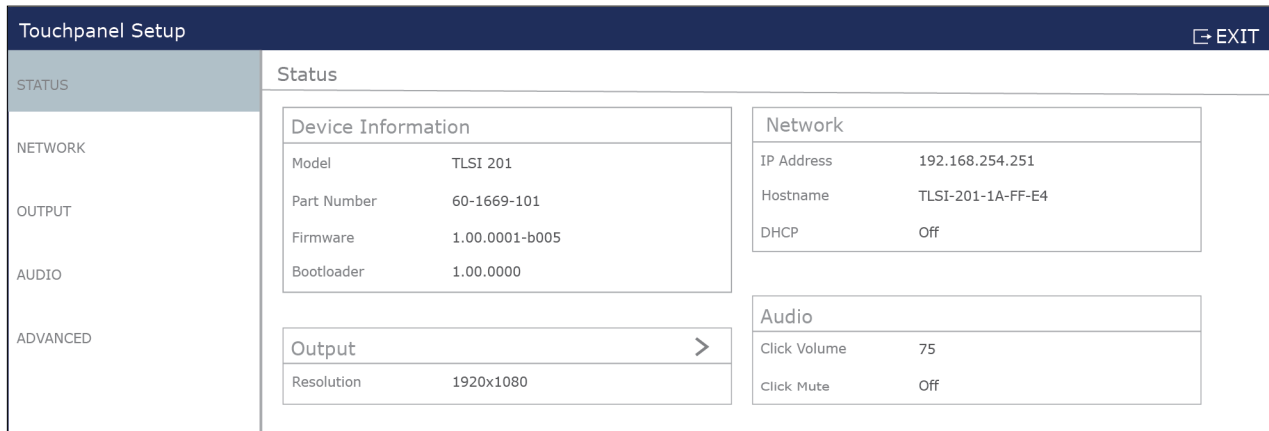 Touchpanel Setup
EXIT
STATUS
NETWORK
OUTPUT
AUDIO
ADVANCED
Status
Device Information
Model TLSI 201
Part Number 60-1669-101
Firmware 1.00.0001-b005
Bootloader 1.00.0000
Output
Resolution 1920x1080
Network
IP Address 192.168.254.251
Hostname TLSI-201-1A-FF-E4
DHCP Off
Audio
Click Volume 75
Click Mute Off